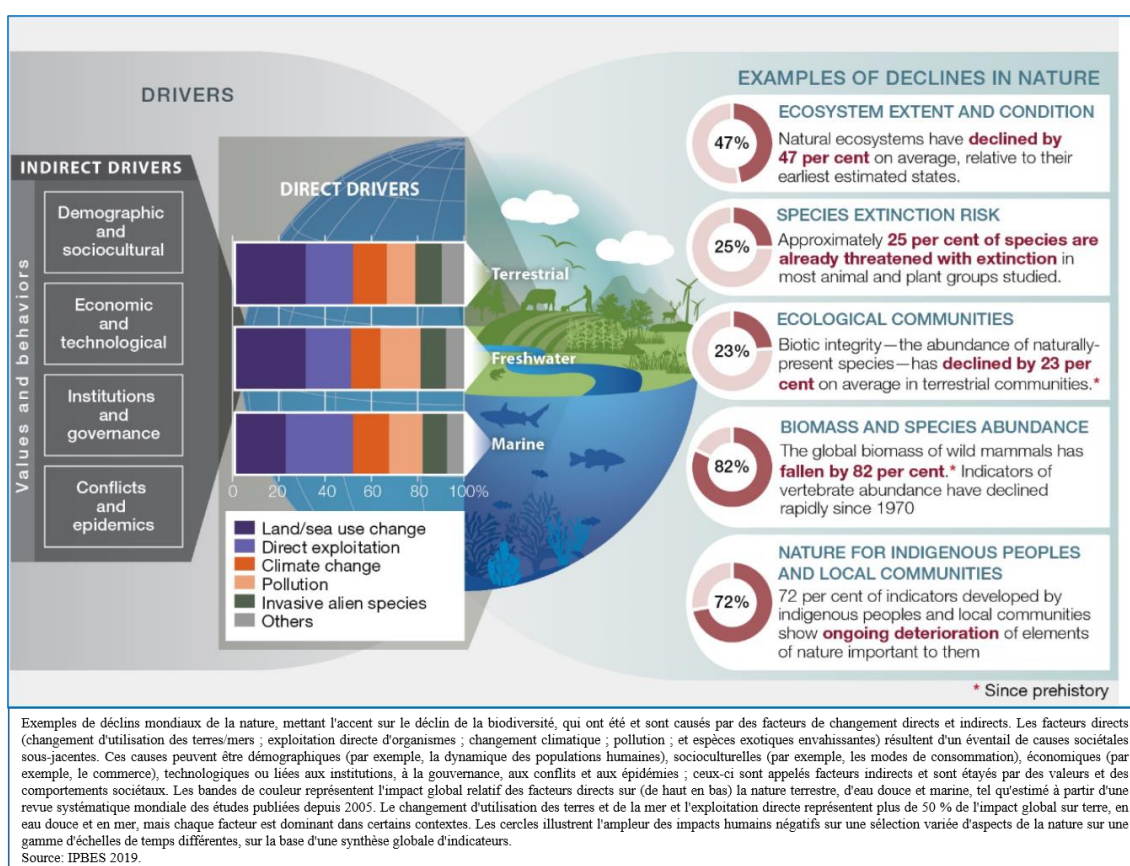 DRIVERS
INDIRECT DRIVERS
Values and behaviors
Demographic
and
sociocultural
Economic
and
technological
Institutions
and
governance
Conflicts
and
epidemics
DIRECT DRIVERS
Terrestrial
Freshwater
Marine
0 20 40 60 80 100%
Land/sea use change
Direct exploitation
Climate change
Pollution
Invasive alien species
Others
EXAMPLES OF DECLINES IN NATURE
47%
ECOSYSTEM EXTENT AND CONDITION
Natural ecosystems have declined by
47 per cent on average, relative to their
earliest estimated states.
25%
SPECIES EXTINCTION RISK
Approximately 25 per cent of species are
already threatened with extinction in
most animal and plant groups studied.
23%
ECOLOGICAL COMMUNITIES
Biotic integrity—the abundance of naturally-
present species—has declined by 23 per
cent on average in terrestrial communities.*
82%
BIOMASS AND SPECIES ABUNDANCE
The global biomass of wild mammals has
fallen by 82 per cent.* Indicators of
vertebrate abundance have declined
rapidly since 1970
72%
NATURE FOR INDIGENOUS PEOPLES
AND LOCAL COMMUNITIES
72 per cent of indicators developed by
indigenous peoples and local communities
show ongoing deterioration of elements
of nature important to them
* Since prehistory
Exemples de déclins mondiaux de la nature, mettant l'accent sur le déclin de la biodiversité, qui ont été et sont causés par des facteurs de changement directs et indirects. Les facteurs directs
(changement d'utilisation des terres/mers ; exploitation directe d'organismes ; changement climatique ; pollution ; et espèces exotiques envahissantes) résultent d'un éventail de causes sociétales
sous-jacentes. Ces causes peuvent être démographiques (par exemple, la dynamique des populations humaines), socioculturelles (par exemple, les modes de consommation), économiques (par
exemple, le commerce), technologiques ou liées aux institutions, à la gouvernance, aux conflits et aux épidémies ; ceux-ci sont appelés facteurs indirects et sont étayés par des valeurs et des
comportements sociétaux. Les bandes de couleur représentent l'impact global relatif des facteurs directs sur (de haut en bas) la nature terrestre, d'eau douce et marine, tel qu'estimé à partir d'une
revue systématique mondiale des études publiées depuis 2005. Le changement d'utilisation des terres et de la mer et l'exploitation directe représentent plus de 50 % de l'impact global sur terre, en
eau douce et en mer, mais chaque facteur est dominant dans certains contextes. Les cercles illustrent l'ampleur des impacts humains négatifs sur une sélection variée d'aspects de la nature sur une
gamme d'échelles de temps différentes, sur la base d'une synthèse globale d'indicateurs.
Source: IPBES 2019.